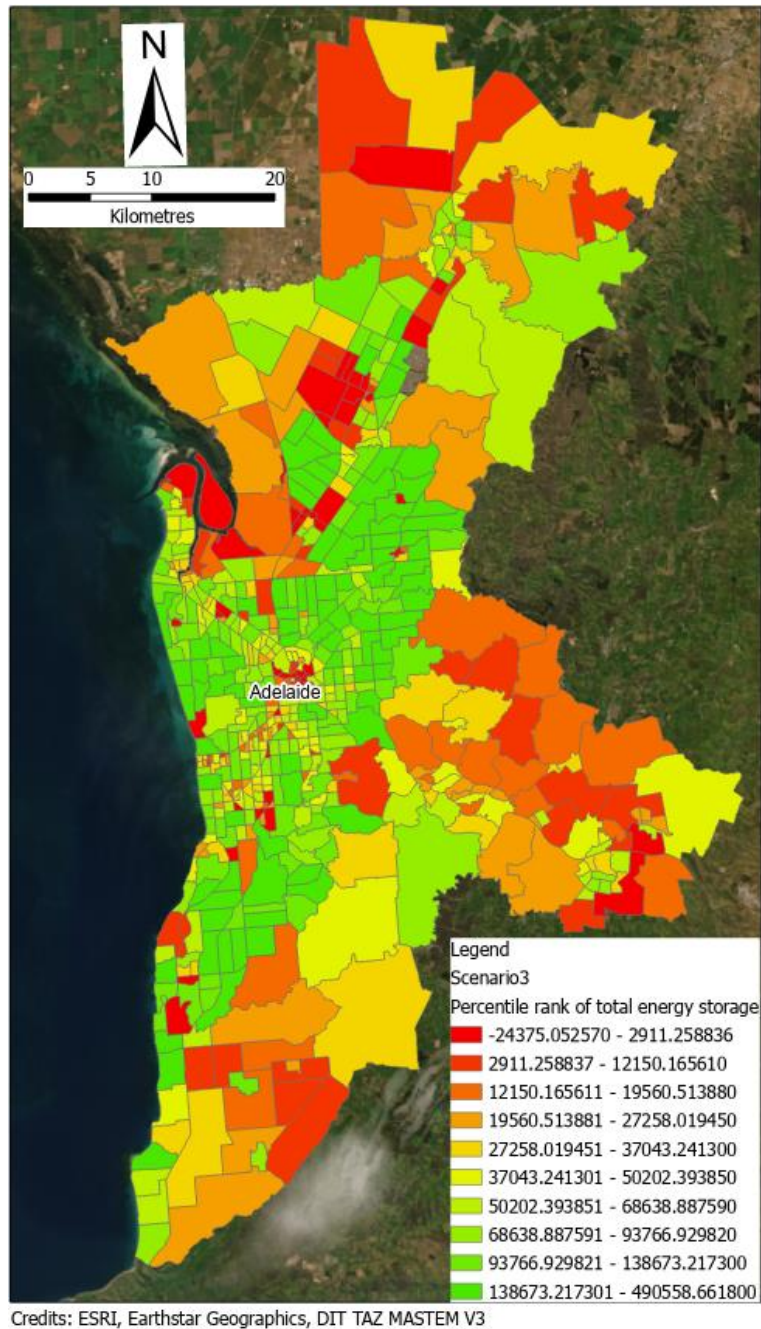 N
0 5 10 20
Kilometres
Adelaide
Legend
Scenario3
Percentile rank of total energy storage
-24375.052570 - 2911.258836
2911.258837 - 12150.165610
12150.165611 - 19560.513880
19560.513881 - 27258.019450
27258.019451 - 37043.241300
37043.241301 - 50202.393850
50202.393851 - 68638.887590
68638.887591 - 93766.929820
93766.929821 - 138673.217300
138673.217301 - 490558.661800
Credits: ESRI, Earthstar Geographics, DIT TAZ MASTEM V3